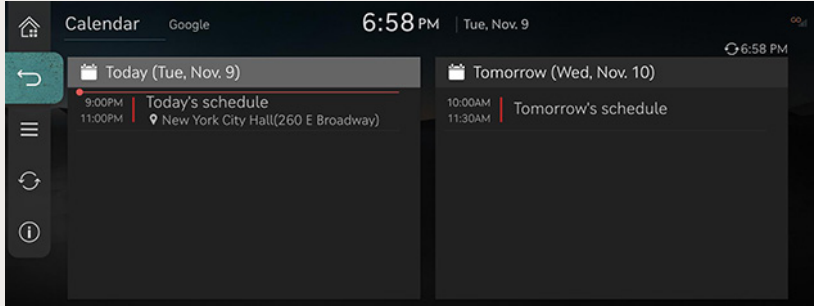 Calendar Google 6:58 PM Tue, Nov. 9
6:58 PM
Today (Tue, Nov. 9)
9:00PM Today's schedule
11:00PM New York City Hall(260 E Broadway)
Tomorrow (Wed, Nov. 10)
10:00AM Tomorrow's schedule
11:30AM